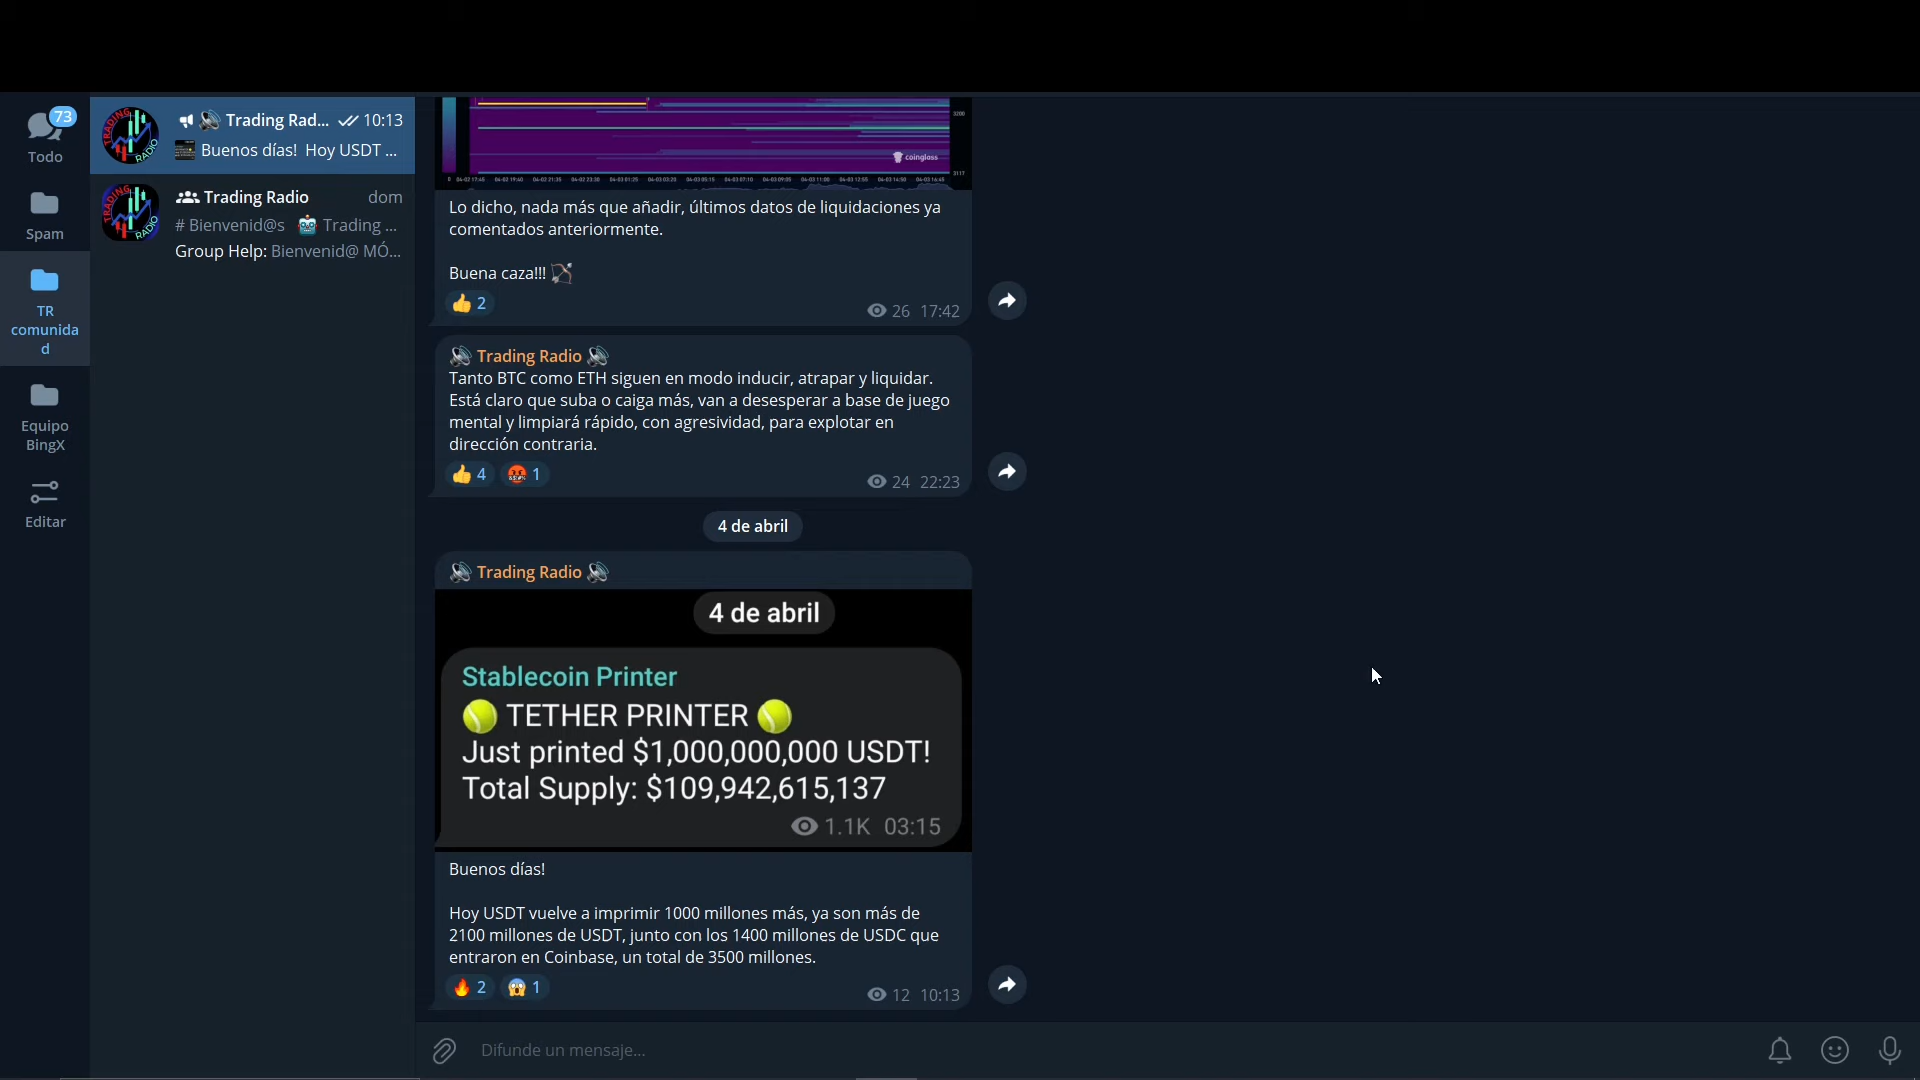 73
Todo
Spam
TR
comunida
d
Equipo
BingX
Editar
Trading Rad... 10:13
Buenos días! Hoy USDT ...
Trading Radio dom
# Bienvenid@s Trading ...
Group Help: Bienvenid@ MÓ...
TRADING
RADIO
TRADING
RADIO
3200
coinglass
3117
Lo dicho, nada más que añadir, últimos datos de liquidaciones ya
comentados anteriormente.
Buena caza!!!
2
26 17:42
Trading Radio
Tanto BTC como ETH siguen en modo inducir, atrapar y liquidar.
Está claro que suba o caiga más, van a desesperar a base de juego
mental y limpiará rápido, con agresividad, para explotar en
dirección contraria.
4 1
24 22:23
4 de abril
Trading Radio
4 de abril
Stablecoin Printer
TETHER PRINTER
Just printed $1,000,000,000 USDT!
Total Supply: $109,942,615,137
1.1K 03:15
Buenos días!
Hoy USDT vuelve a imprimir 1000 millones más, ya son más de
2100 millones de USDT, junto con los 1400 millones de USDC que
entraron en Coinbase, un total de 3500 millones.
2 1
12 10:13
Difunde un mensaje...